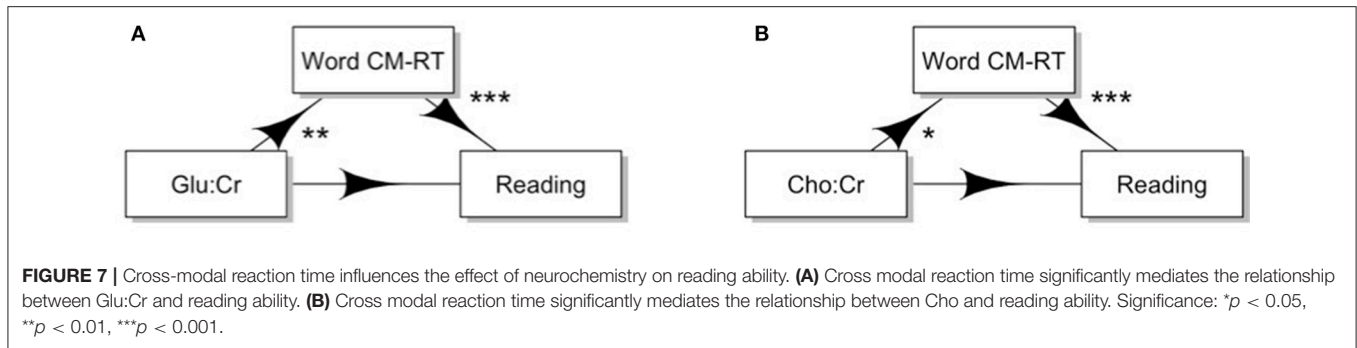 A
Word CM-RT
***
**
Glu:Cr
Reading
B
Word CM-RT
***
*
Cho:Cr
Reading
FIGURE 7 | Cross-modal reaction time influences the effect of neurochemistry on reading ability. (A) Cross modal reaction time significantly mediates the relationship
between Glu:Cr and reading ability. (B) Cross modal reaction time significantly mediates the relationship between Cho and reading ability. Significance: *p < 0.05,
**p < 0.01, ***p < 0.001.